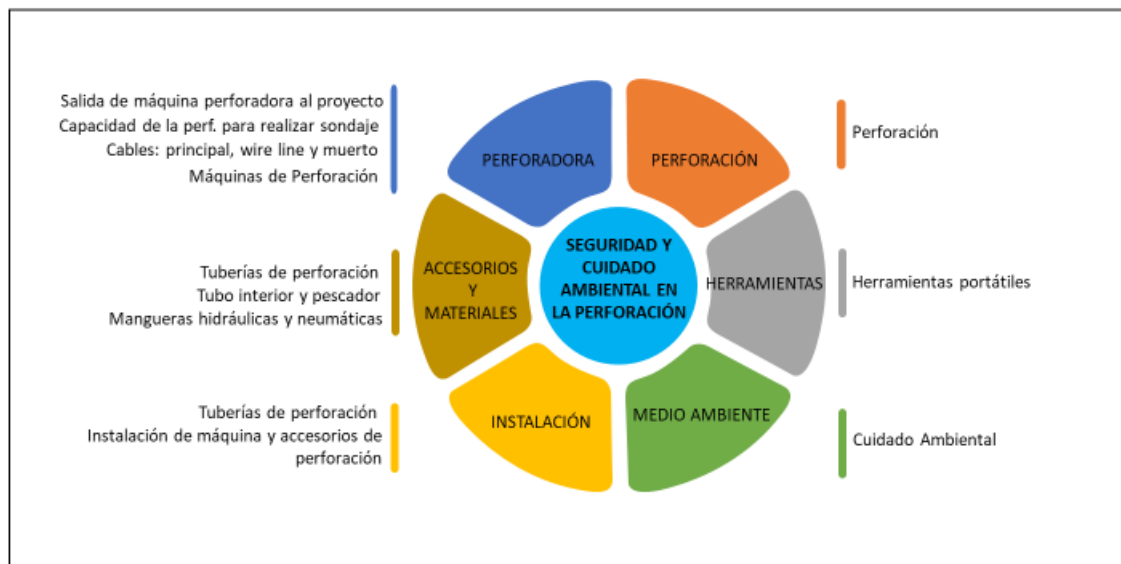 Salida de máquina perforadora al proyecto
Capacidad de la perf. para realizar sondaje
Cables: principal, wire line y muerto
Máquinas de Perforación
PERFORADORA
PERFORACIÓN
Perforación
Tuberías de perforación
Tubo interior y pescador
Mangueras hidráulicas y neumáticas
ACCESORIOS
Y
MATERIALES
SEGURIDAD Y
CUIDADO
AMBIENTAL EN
LA PERFORACIÓN
HERRAMIENTAS
Herramientas portátiles
Tuberías de perforación
Instalación de máquina y accesorios de
perforación
INSTALACIÓN
MEDIO AMBIENTE
Cuidado Ambiental